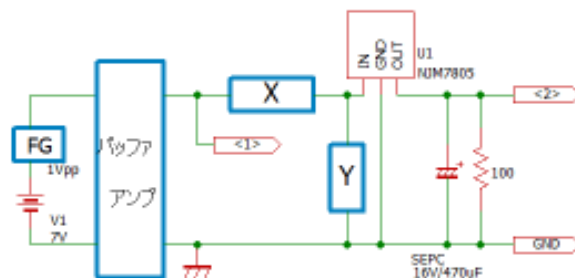 U1
NJM7805
IN
GND
OUT
X
<1>
<2>
FG
1Vpp
バッファ
アンプ
Y
100
V1
7V
GND
SEPC
16V/470uF